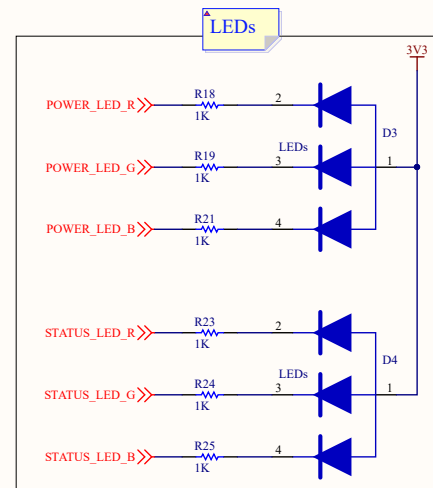 LEDs
3V3
POWER_LED_R
R18
1K
2
D3
POWER_LED_G
R19
1K
LEDs
3
1
POWER_LED_B
R21
1K
4
STATUS_LED_R
R23
1K
2
D4
STATUS_LED_G
R24
1K
LEDs
3
1
STATUS_LED_B
R25
1K
4